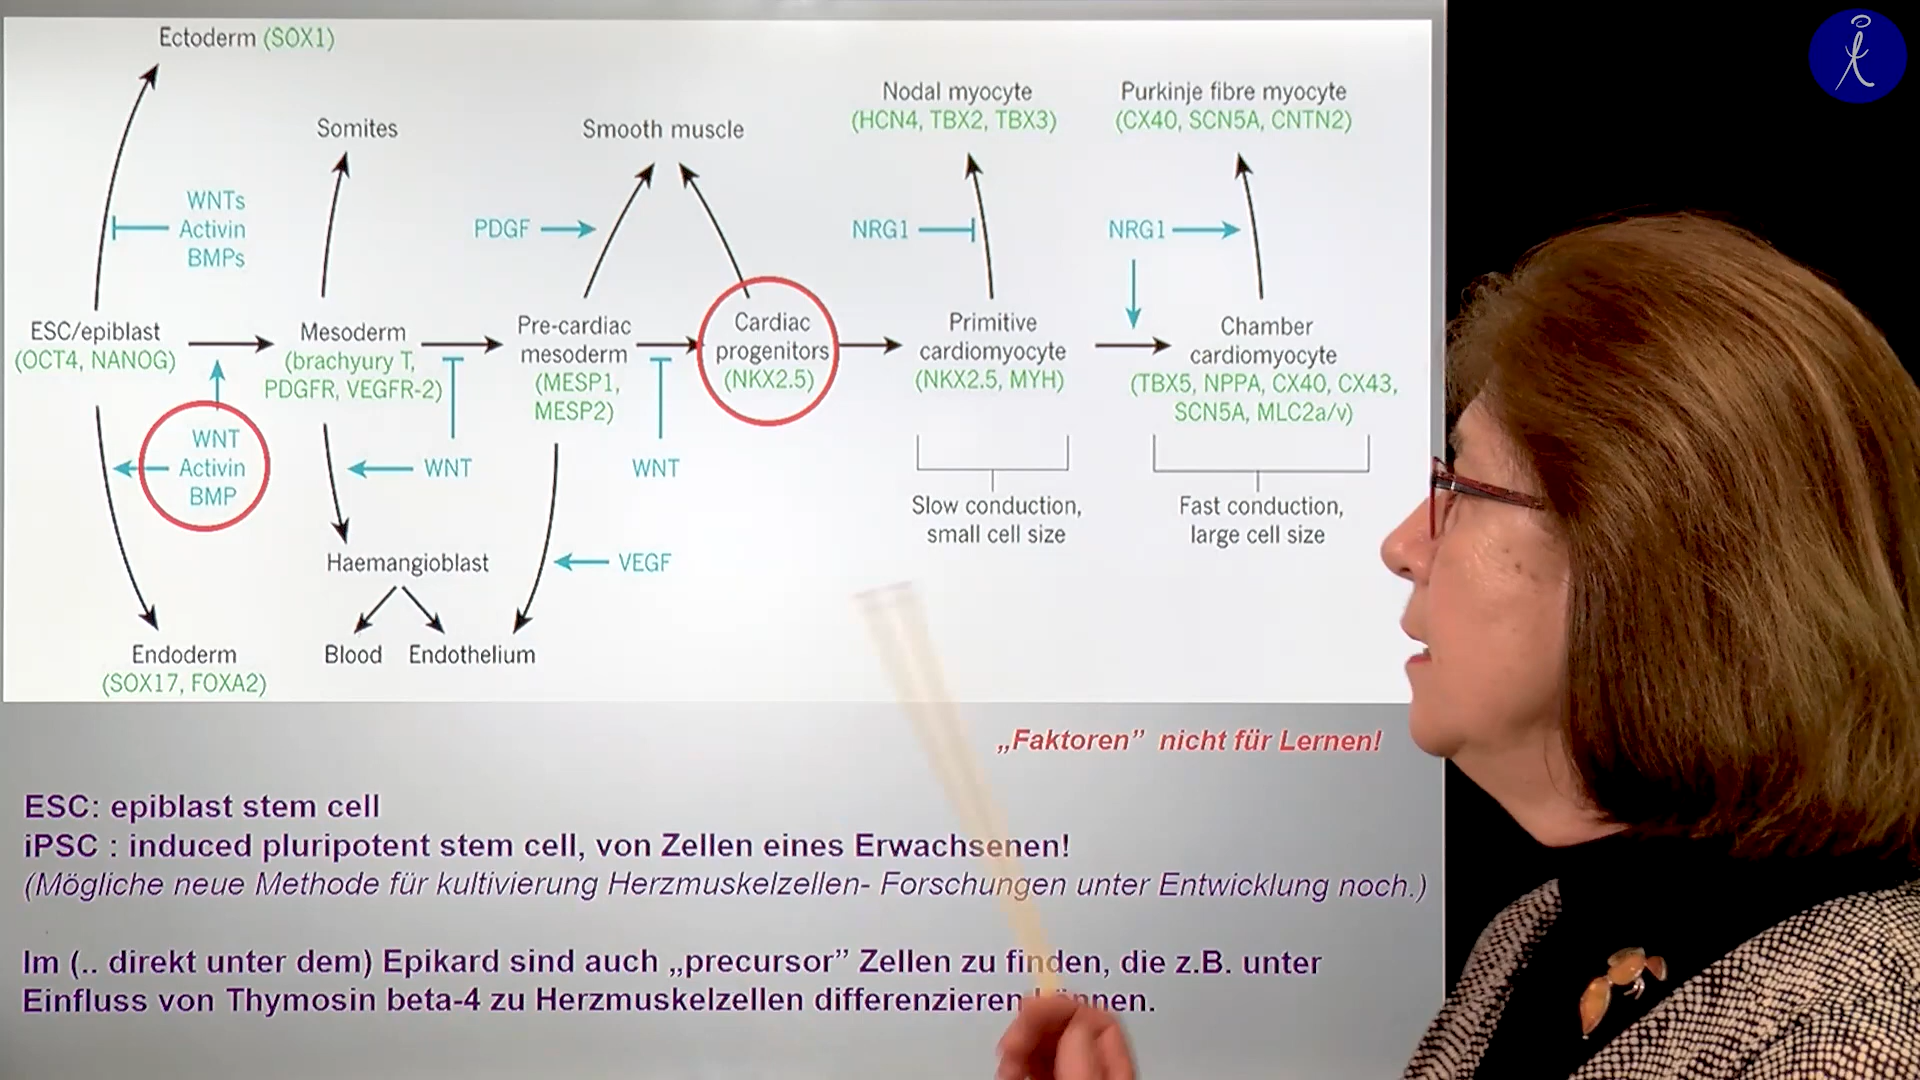 Ectoderm (SOX1)
Somites
Smooth muscle
Nodal myocyte
(HCN4, TBX2, TBX3)
Purkinje fibre myocyte
(CX40, SCN5A, CNTN2)
WNTs
Activin
BMPs
PDGF
NRG1
NRG1
ESC/epiblast
(OCT4, NANOG)
Mesoderm
(brachyury T,
PDGFR, VEGFR-2)
Pre-cardiac
mesoderm
(MESP1,
MESP2)
Cardiac
progenitors
(NKX2.5)
Primitive
cardiomyocyte
(NKX2.5, MYH)
Chamber
cardiomyocyte
(TBX5, NPPA, CX40, CX43,
SCN5A, MLC2a/v)
WNT
Activin
BMP
WNT
WNT
Slow conduction,
small cell size
Fast conduction,
large cell size
Haemangioblast
VEGF
Endoderm
(SOX17, FOXA2)
Blood
Endothelium
„Faktoren” nicht für Lernen!
ESC: epiblast stem cell
iPSC : induced pluripotent stem cell, von Zellen eines Erwachsenen!
(Mögliche neue Methode für kultivierung Herzmuskelzellen- Forschungen unter Entwicklung noch.)
Im (.. direkt unter dem) Epikard sind auch „precursor” Zellen zu finden, die z.B. unter
Einfluss von Thymosin beta-4 zu Herzmuskelzellen differenzieren